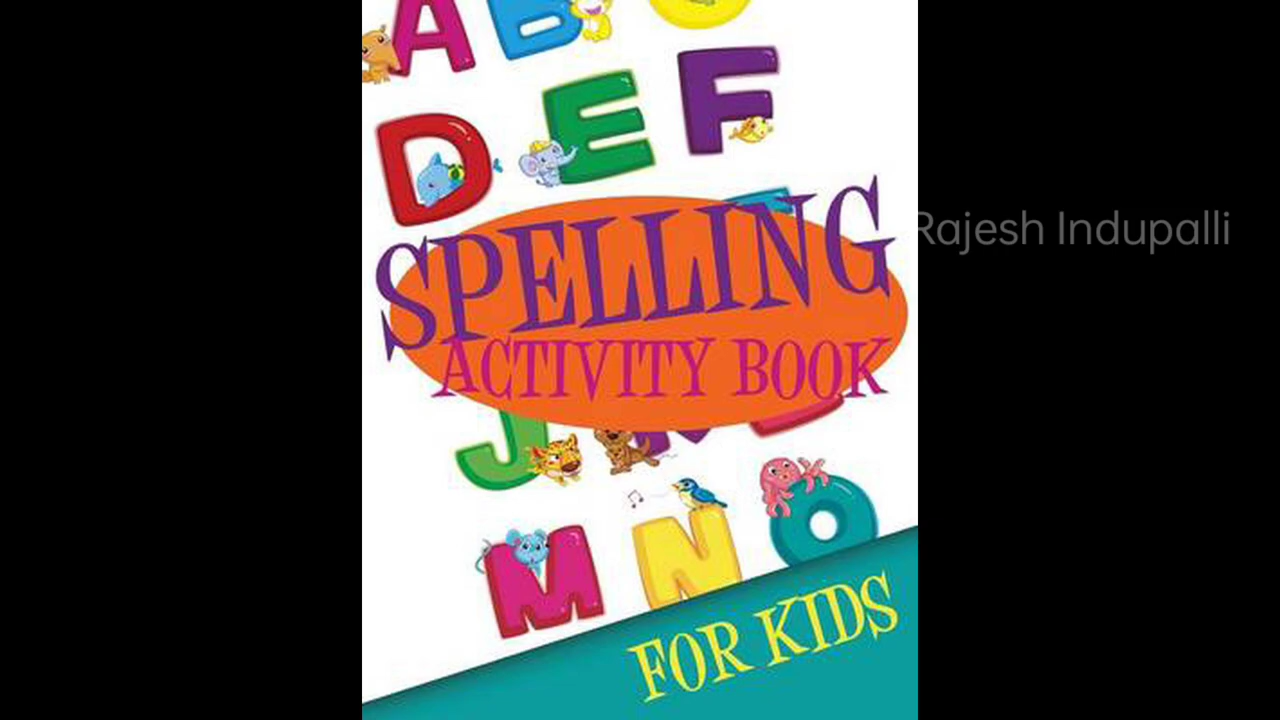 A B
D E F
SPELLING
Rajesh Indupalli
ACTIVITY BOOK
J
M N O
FOR KIDS